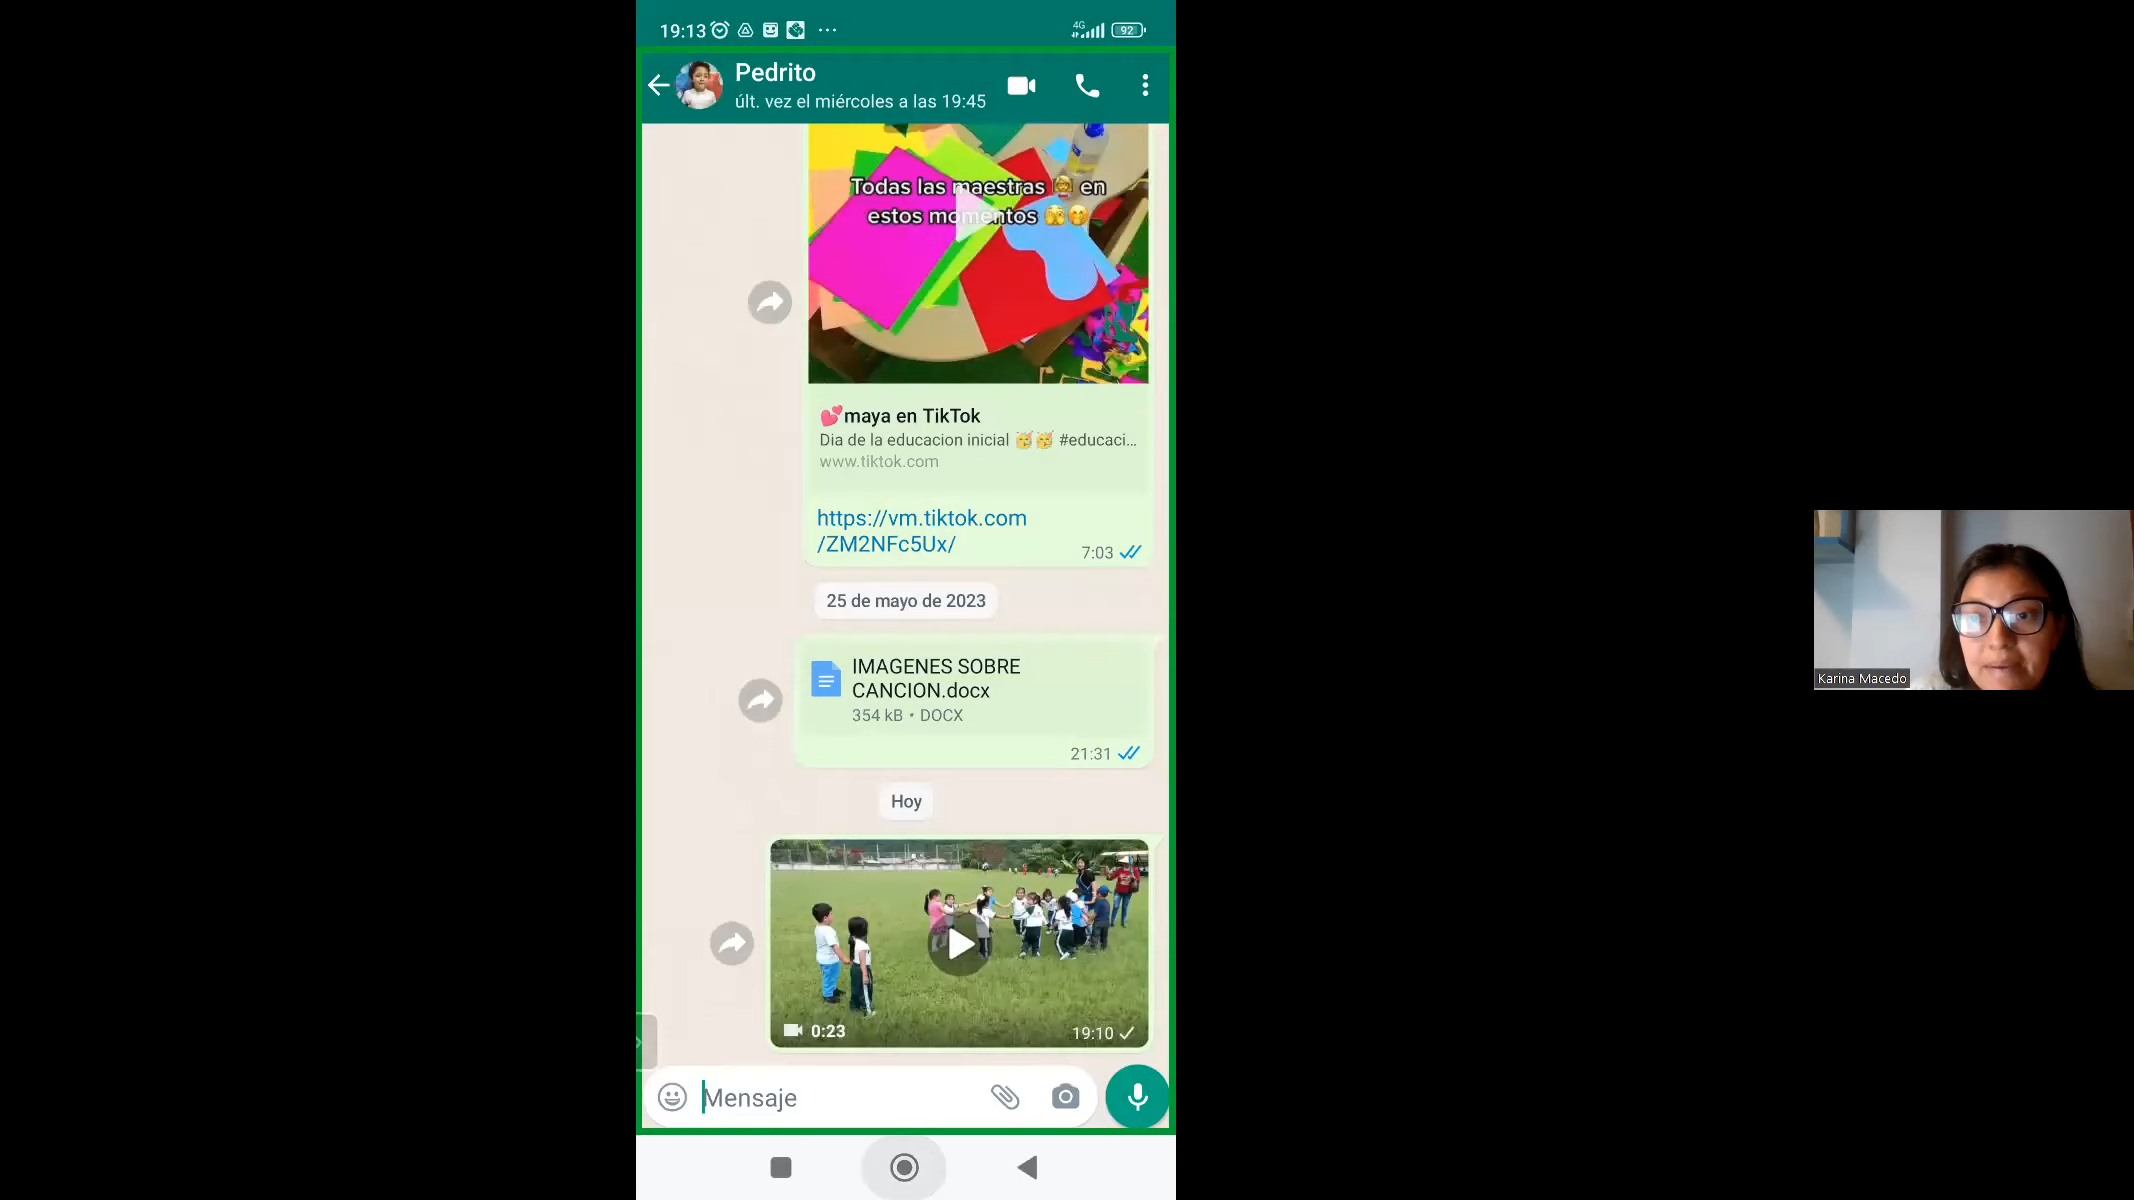 19:13
4G
92
Pedrito
últ. vez el miércoles a las 19:45
Todas las maestras 👩‍🏫 en
estos momentos 🫣🤭
💕maya en TikTok
Dia de la educacion inicial 🥳🥳 #educaci...
www.tiktok.com
https://vm.tiktok.com
/ZM2NFc5Ux/
7:03
25 de mayo de 2023
IMAGENES SOBRE
CANCION.docx
354 kB • DOCX
21:31
Hoy
0:23
19:10
Mensaje
Karina Macedo